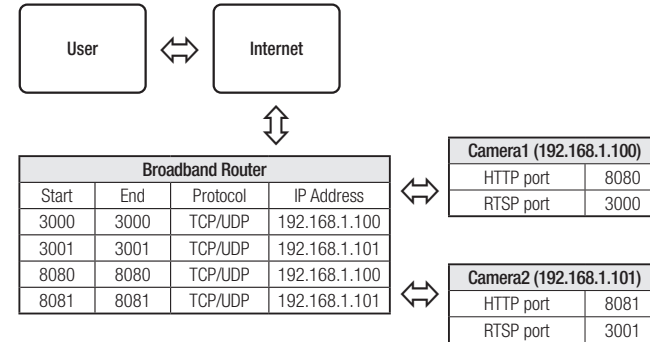 User
Internet
Broadband Router
Start End Protocol IP Address
3000 3000 TCP/UDP 192.168.1.100
3001 3001 TCP/UDP 192.168.1.101
8080 8080 TCP/UDP 192.168.1.100
8081 8081 TCP/UDP 192.168.1.101
Camera1 (192.168.1.100)
HTTP port 8080
RTSP port 3000
Camera2 (192.168.1.101)
HTTP port 8081
RTSP port 3001